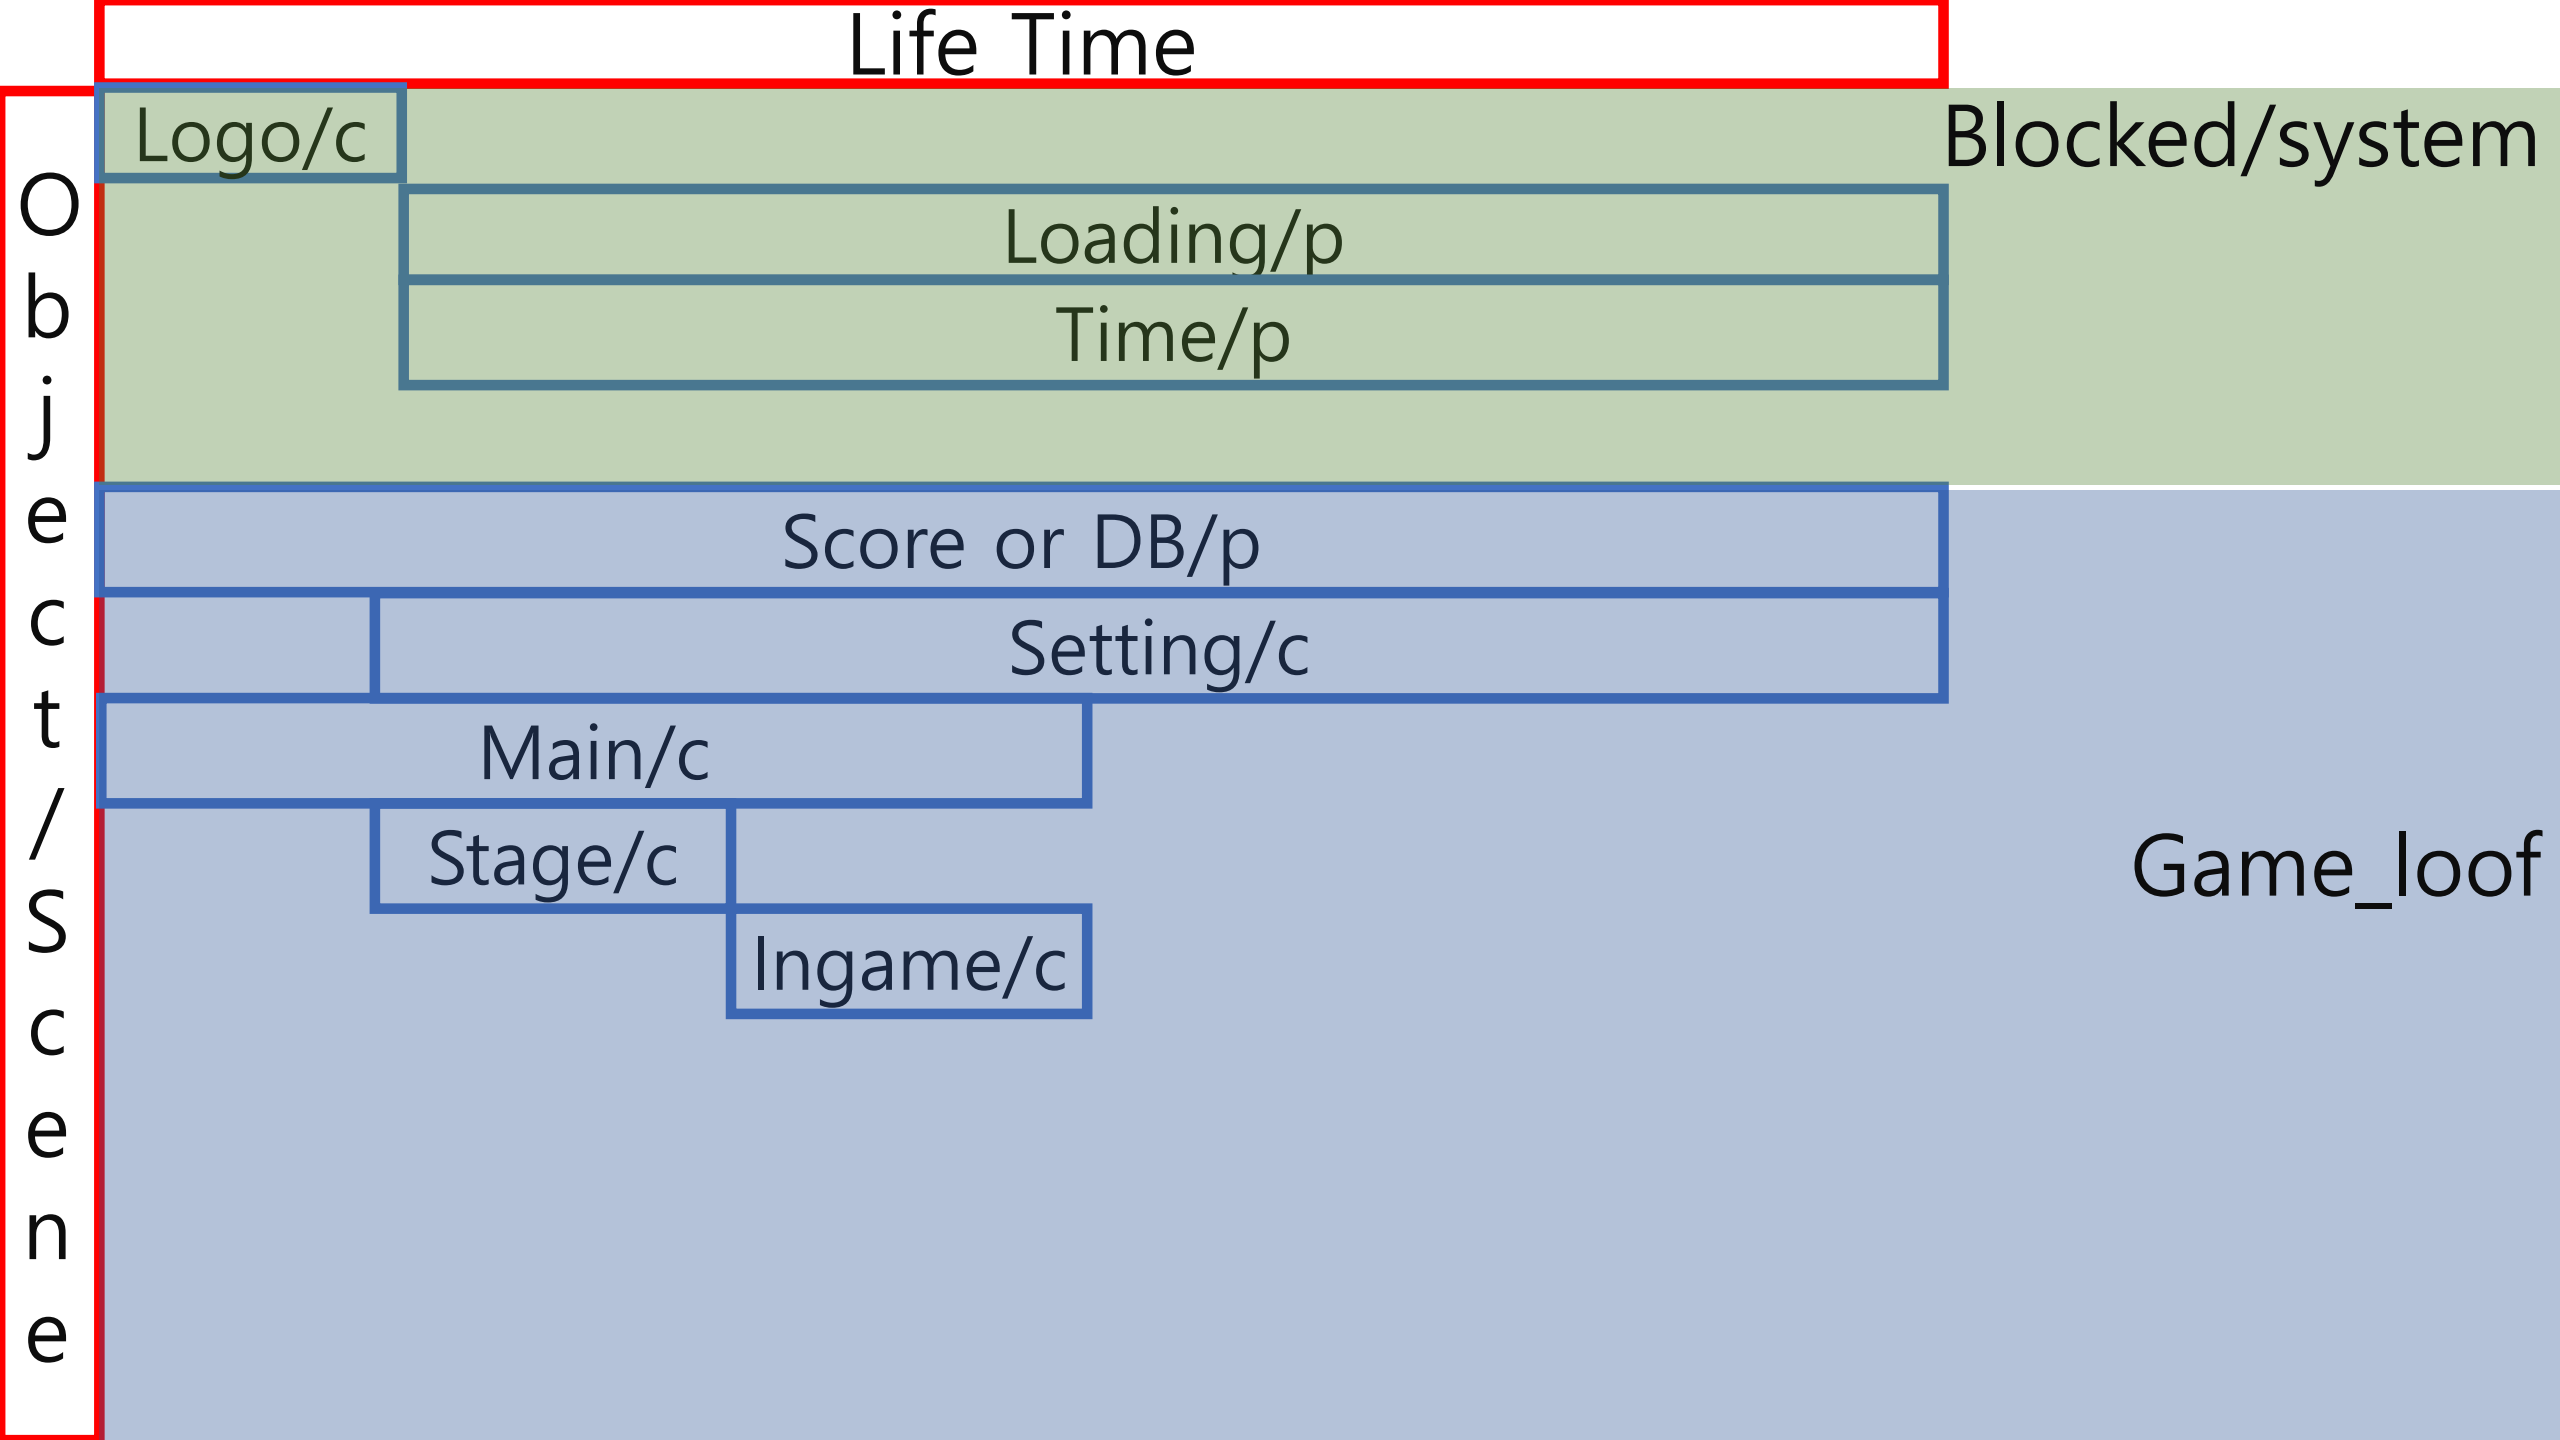 Life Time
Object/Scene
Logo/c
Blocked/system
Loading/p
Time/p
Score or DB/p
Setting/c
Main/c
Stage/c
Game_loof
Ingame/c